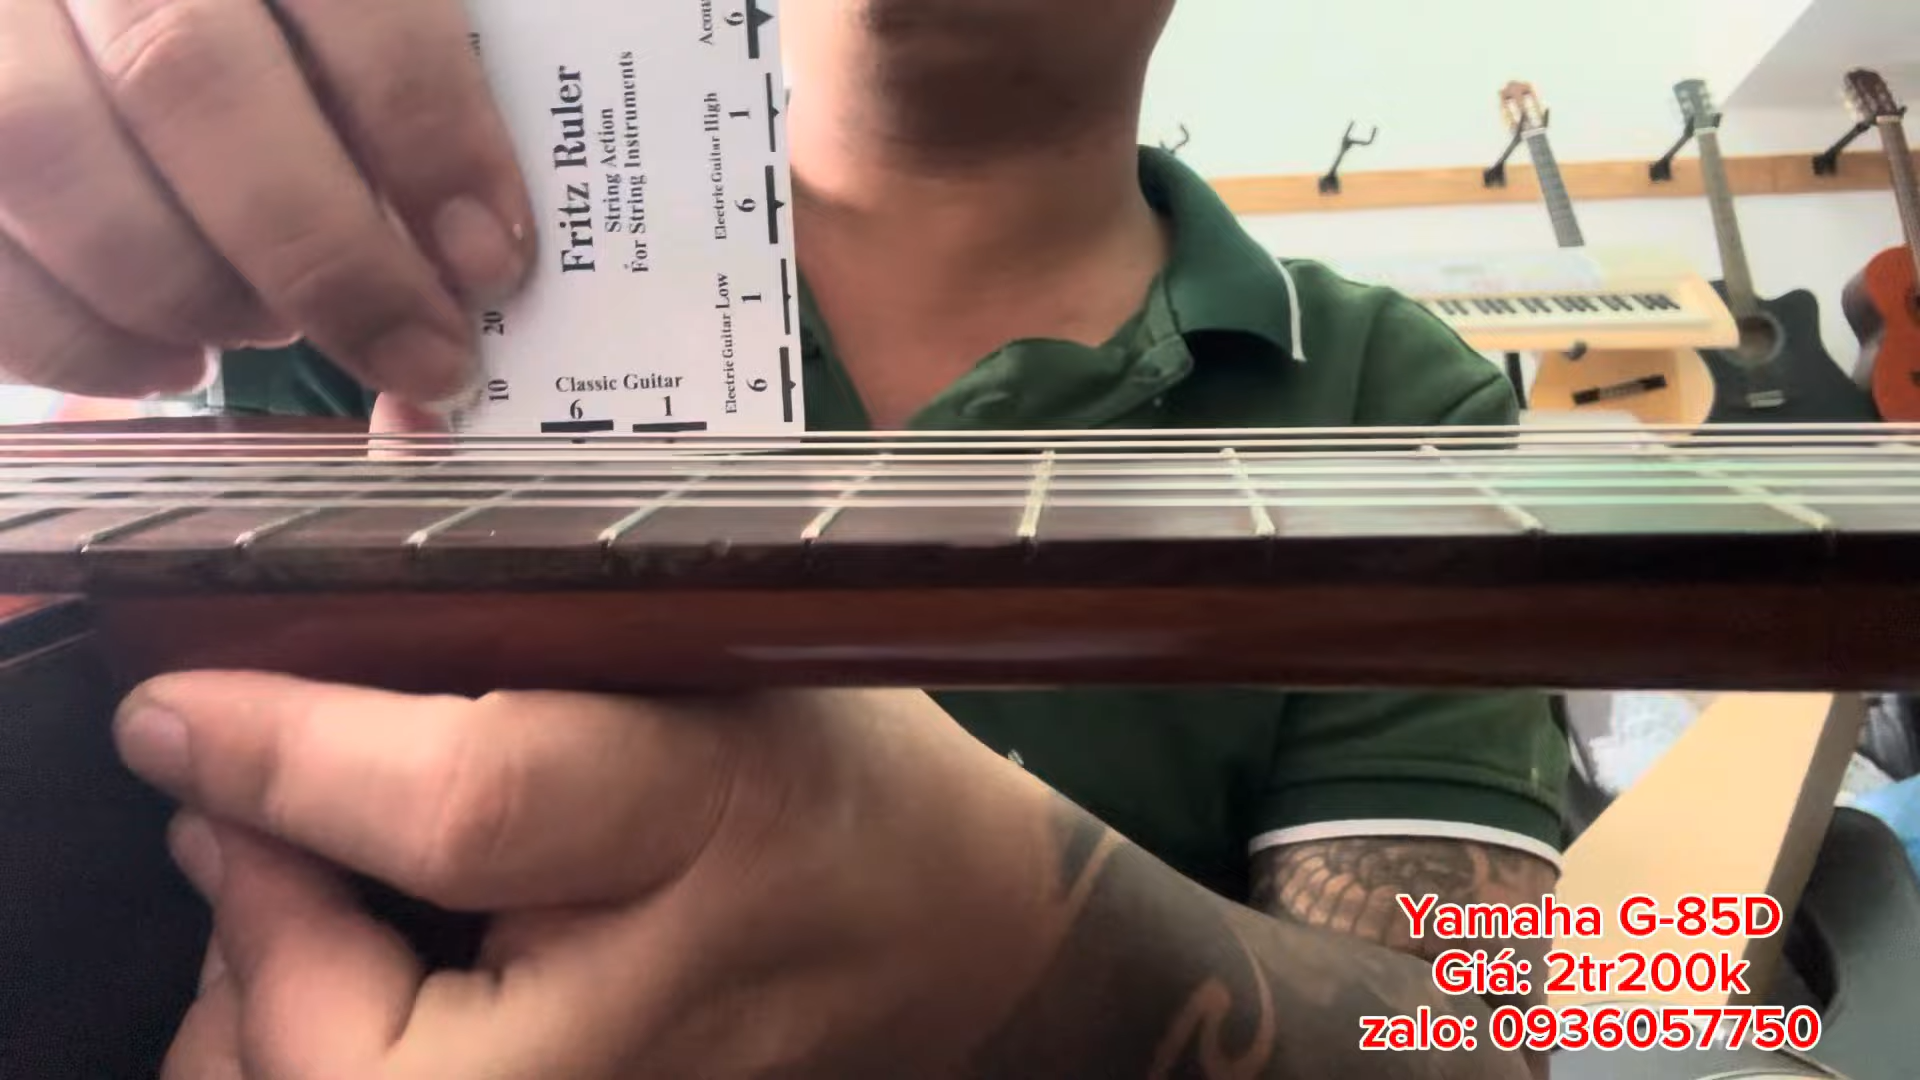 Fritz Ruler
String Action
For String Instruments
Acou
6
Electric Guitar High
1
6
Electric Guitar Low
1
6
20
10
Classic Guitar
6 1
Yamaha G-85D
Giá: 2tr200k
zalo: 0936057750